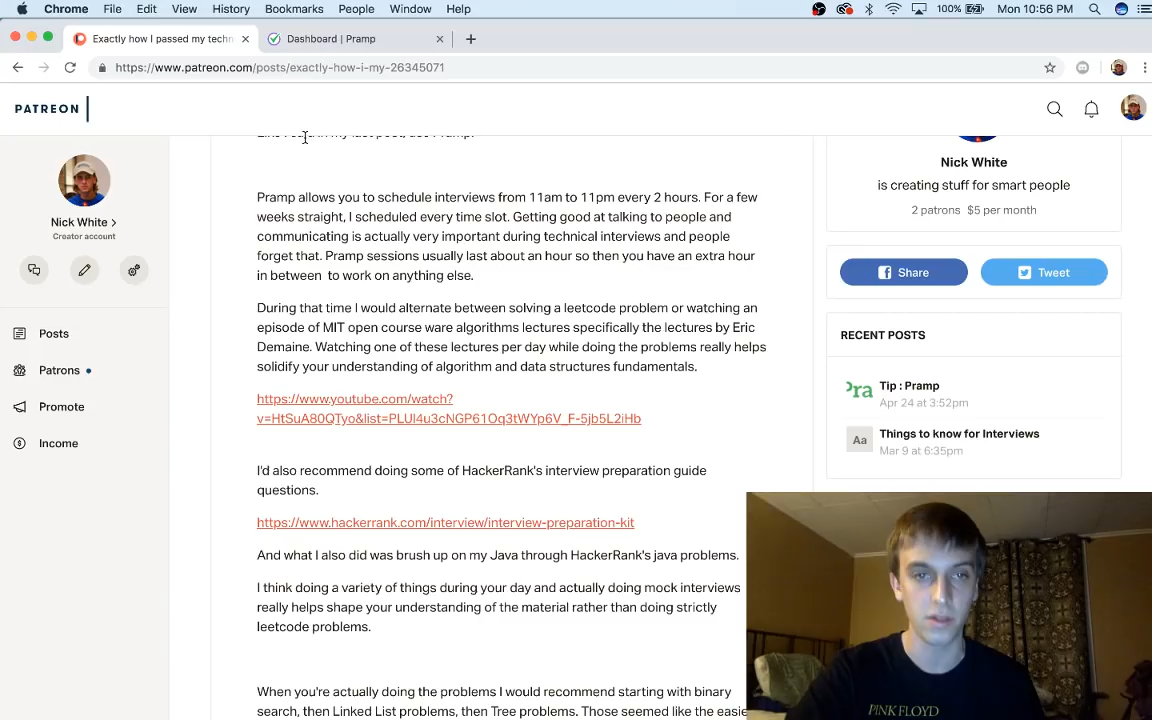 Chrome File Edit View History Bookmarks People Window Help 100% Mon 10:56 PM
Exactly how I passed my techn Dashboard | Pramp
https://www.patreon.com/posts/exactly-how-i-my-26345071
PATREON
Like I said in my last post, use Pramp.
Nick White
Creator account
Posts
Patrons
Promote
Income
Pramp allows you to schedule interviews from 11am to 11pm every 2 hours. For a few
weeks straight, I scheduled every time slot. Getting good at talking to people and
communicating is actually very important during technical interviews and people
forget that. Pramp sessions usually last about an hour so then you have an extra hour
in between to work on anything else.
During that time I would alternate between solving a leetcode problem or watching an
episode of MIT open course ware algorithms lectures specifically the lectures by Eric
Demaine. Watching one of these lectures per day while doing the problems really helps
solidify your understanding of algorithm and data structures fundamentals.
https://www.youtube.com/watch?
v=HtSuA80QTyo&list=PLUl4u3cNGP61Oq3tWYp6V_F-5jb5L2iHb
I'd also recommend doing some of HackerRank's interview preparation guide
questions.
https://www.hackerrank.com/interview/interview-preparation-kit
And what I also did was brush up on my Java through HackerRank's java problems.
I think doing a variety of things during your day and actually doing mock interviews
really helps shape your understanding of the material rather than doing strictly
leetcode problems.
When you're actually doing the problems I would recommend starting with binary
search, then Linked List problems, then Tree problems. Those seemed like the easie
Nick White
is creating stuff for smart people
2 patrons $5 per month
Share Tweet
RECENT POSTS
Pra
Tip : Pramp
Apr 24 at 3:52pm
Aa
Things to know for Interviews
Mar 9 at 6:35pm
PINK FLOYD